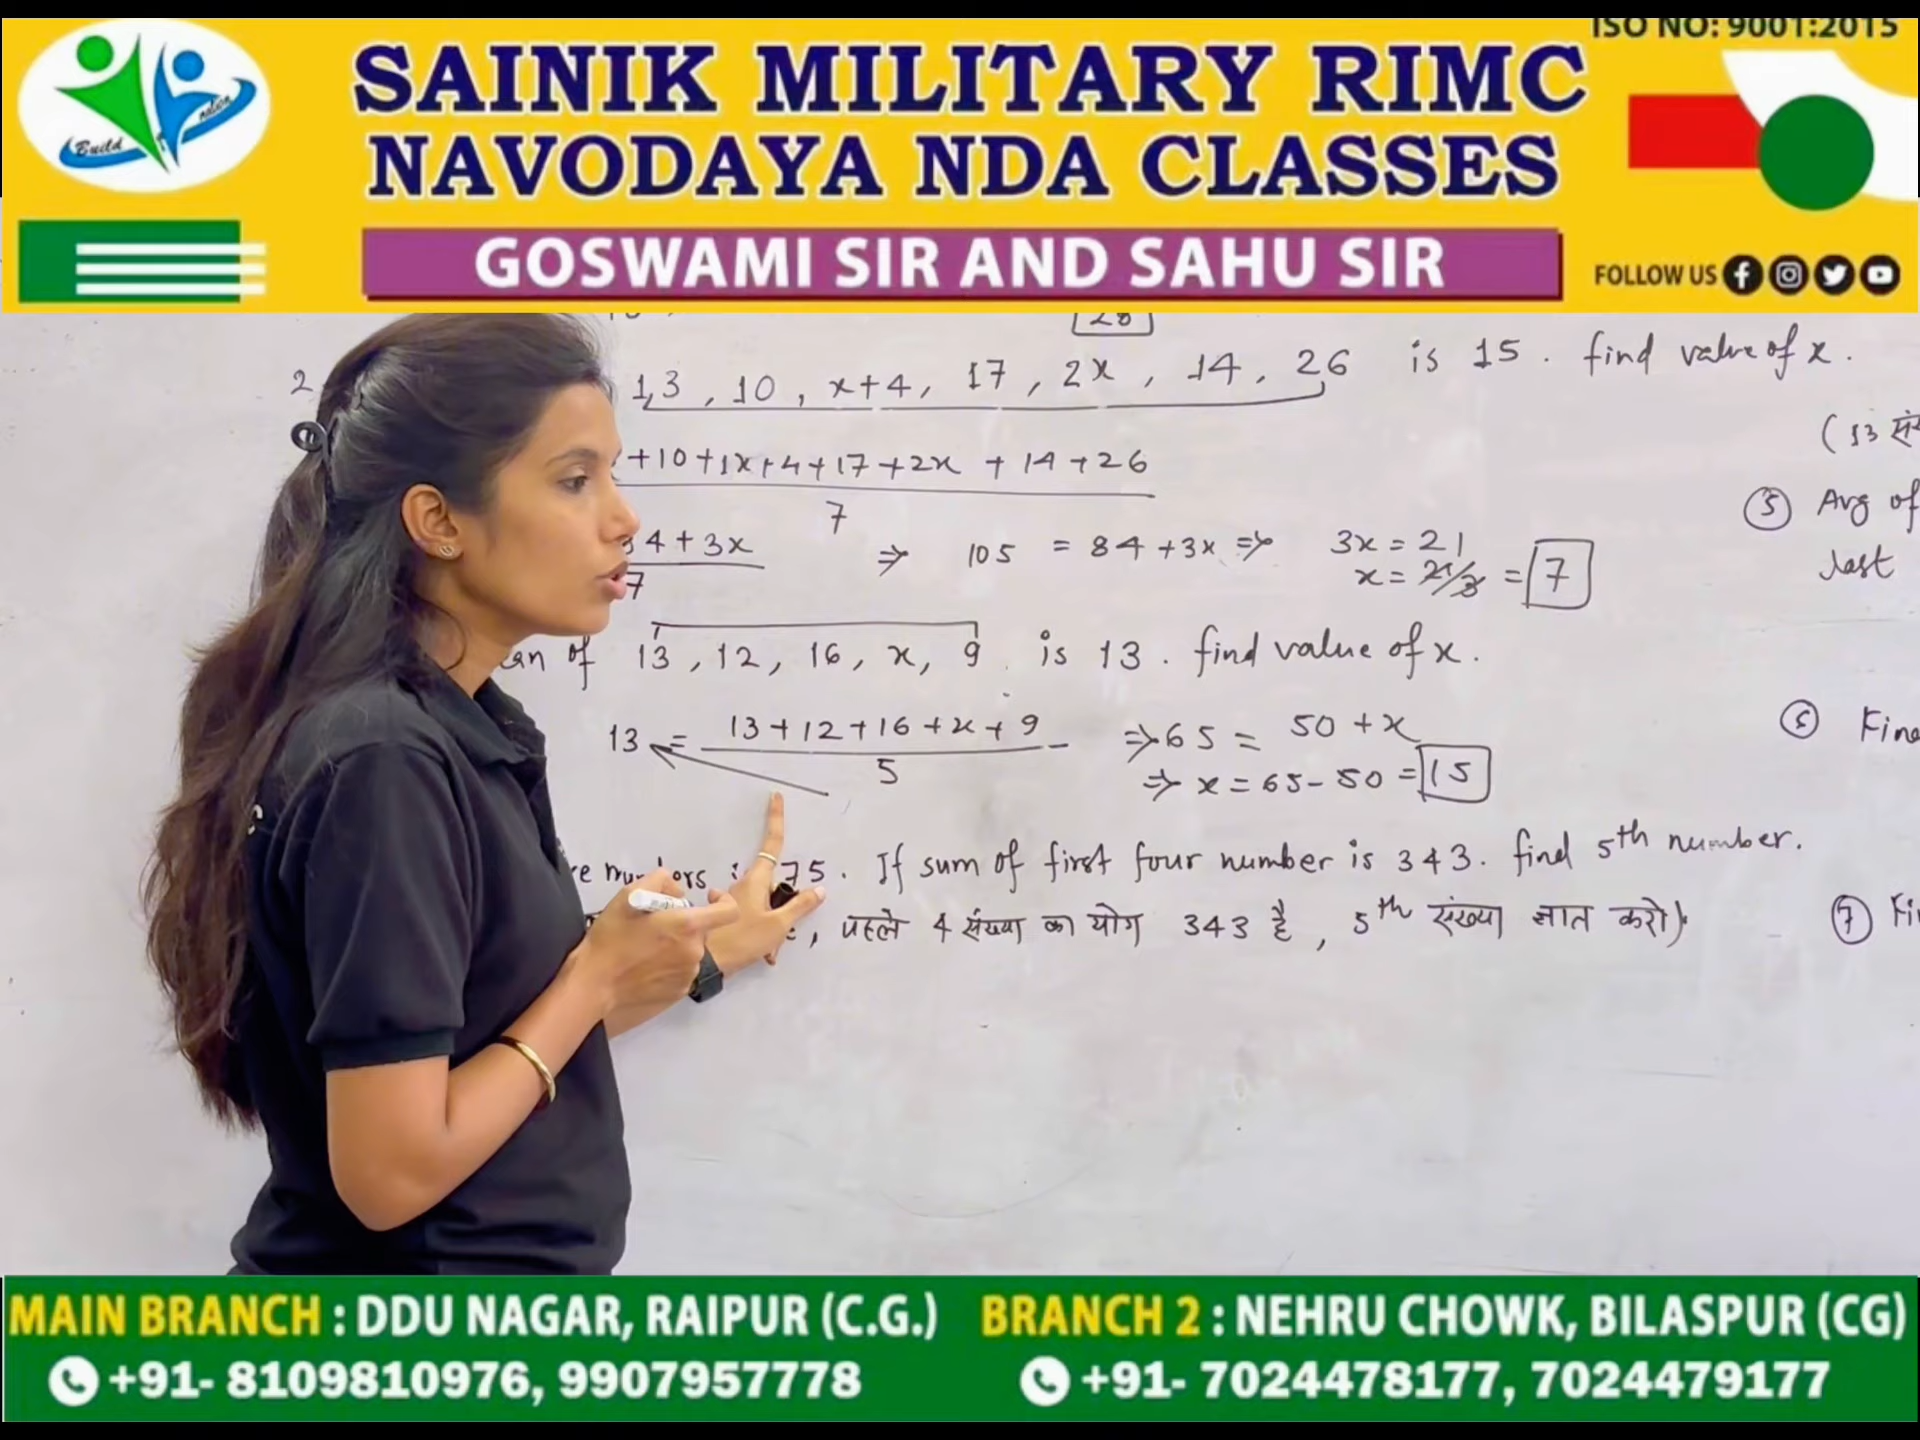 ISO NO: 9001:2015
SAINIK MILITARY RIMC
NAVODAYA NDA CLASSES
Build
GOSWAMI SIR AND SAHU SIR
FOLLOW US
28
2
13, 10, x+4, 17, 2x, 14, 26 is 15. find value of x.
+10+1x+4+17+2x+14+26
7
(13
4+3x
7
⇒ 105 = 84+3x ⇒ 3x = 21
x = 21/3 = 7
⑤ Avg of
last
of 13, 12, 16, x, 9 is 13. find value of x.
13 = 13+12+16+x+9
5
⇒ 65 = 50+x
⇒ x = 65-50 = 15
75. If sum of first four number is 343. find 5th number.
, पहले 4 संख्या का योग 343 है, 5th संख्या ज्ञात करो)
⑥
⑦
MAIN BRANCH : DDU NAGAR, RAIPUR (C.G.)
+91- 8109810976, 9907957778
BRANCH 2 : NEHRU CHOWK, BILASPUR (CG)
+91- 7024478177, 7024479177